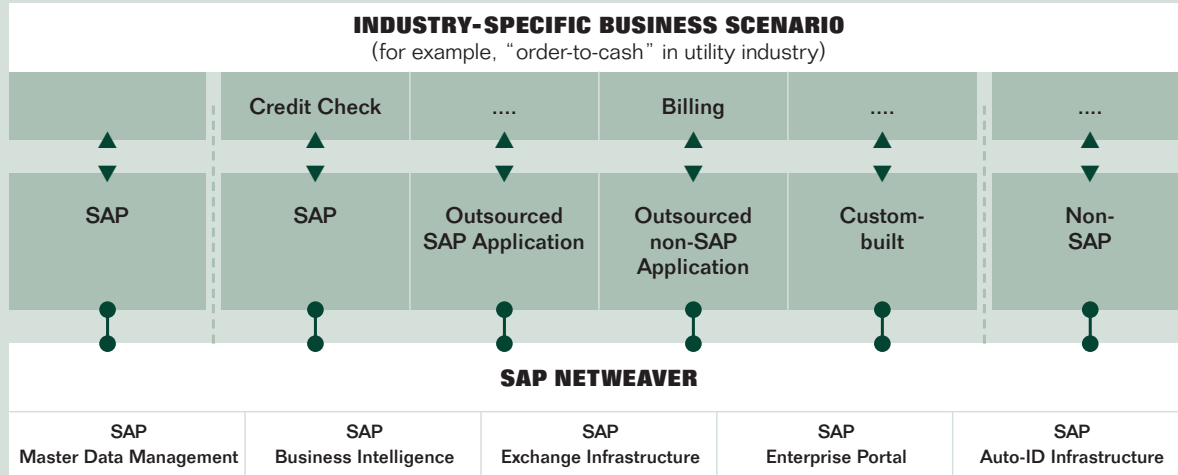 INDUSTRY-SPECIFIC BUSINESS SCENARIO
(for example, “order-to-cash” in utility industry)
Credit Check
....
Billing
....
....
SAP
SAP
Outsourced
SAP Application
Outsourced
non-SAP
Application
Custom-
built
Non-
SAP
SAP NETWEAVER
SAP
Master Data Management
SAP
Business Intelligence
SAP
Exchange Infrastructure
SAP
Enterprise Portal
SAP
Auto-ID Infrastructure